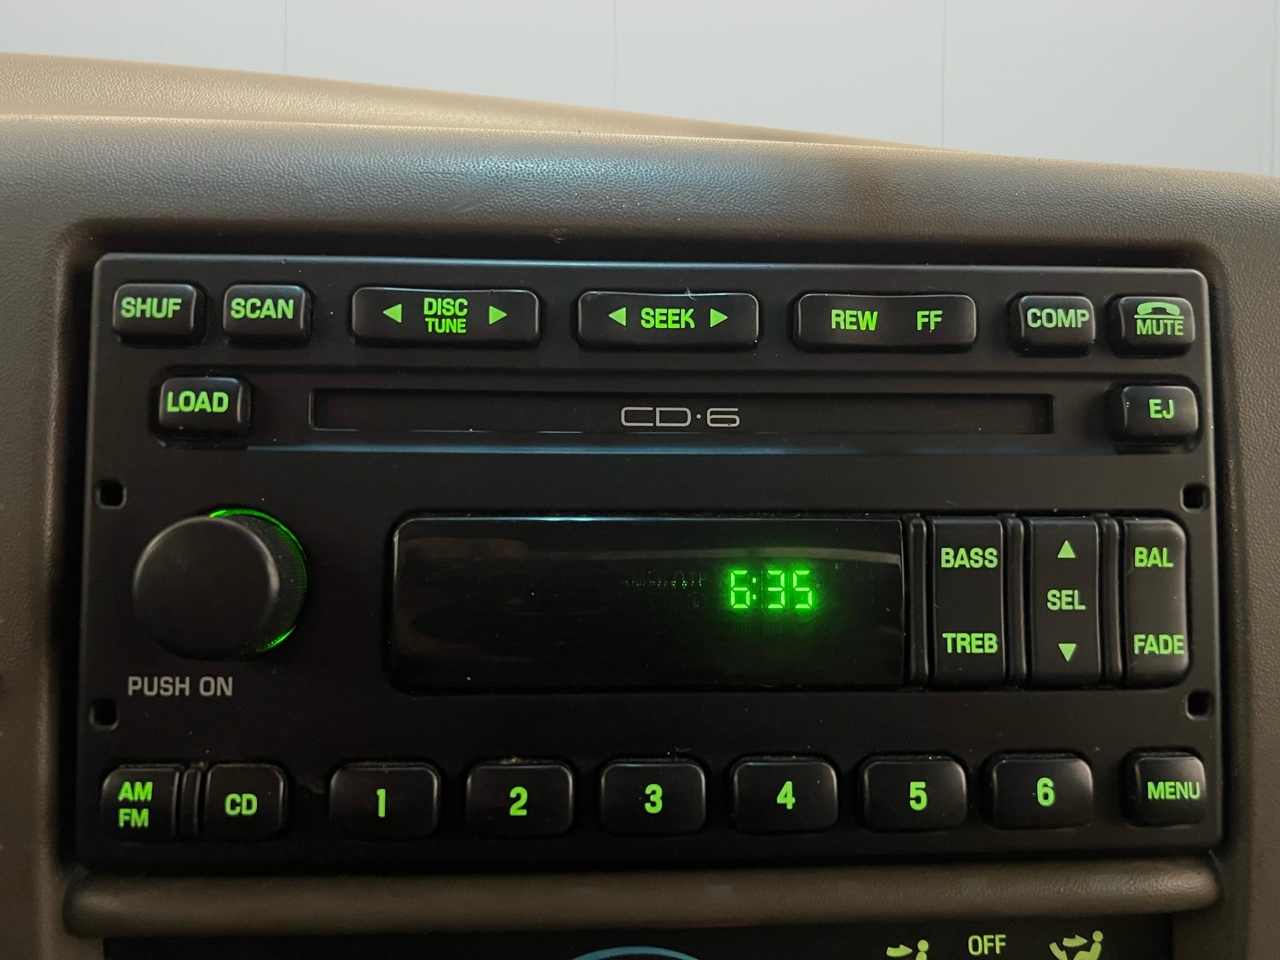 SHUF
SCAN
DISC
TUNE
SEEK
REW FF
COMP
MUTE
LOAD
CD·6
EJ
6:35
BASS
TREB
SEL
BAL
FADE
PUSH ON
AM
FM
CD
1
2
3
4
5
6
MENU
OFF